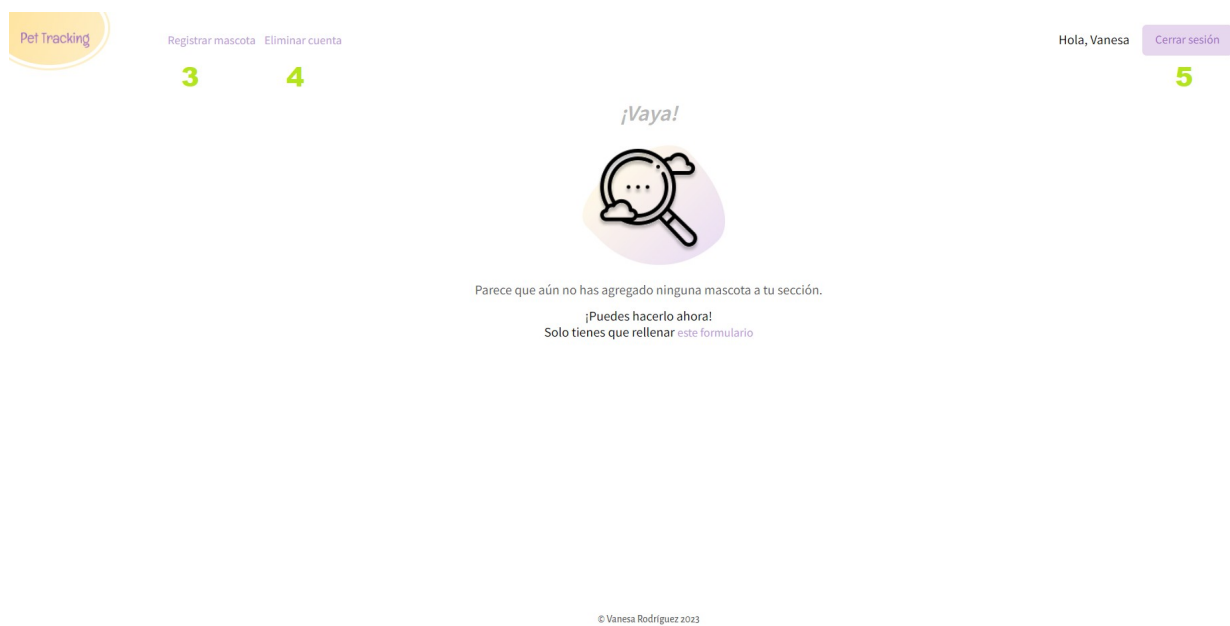 Pet Tracking
Registrar mascota Eliminar cuenta
Hola, Vanesa
Cerrar sesión
3
4
5
¡Vaya!
Parece que aún no has agregado ninguna mascota a tu sección.
¡Puedes hacerlo ahora!
Solo tienes que rellenar este formulario
© Vanesa Rodríguez 2023